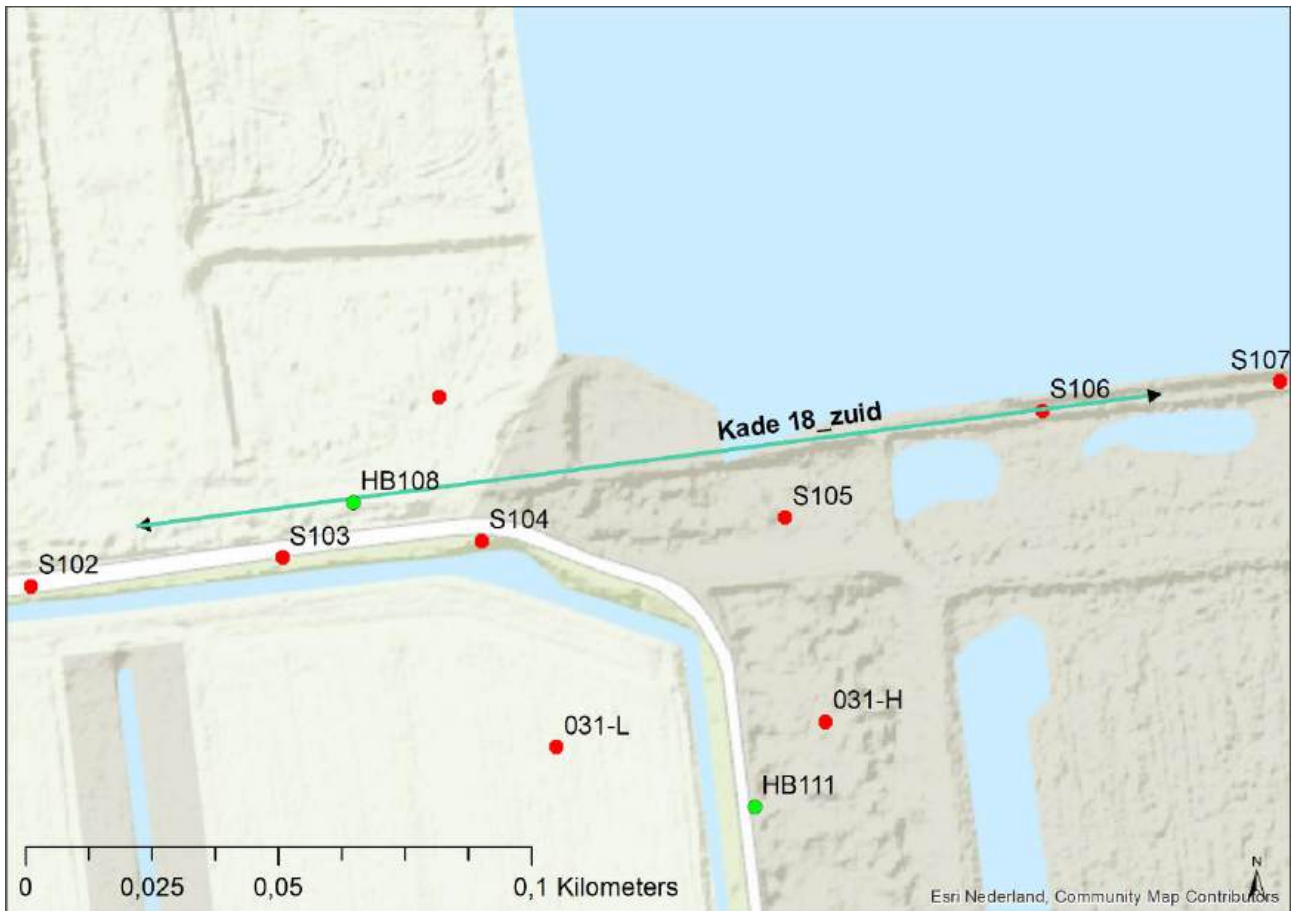 S107
S106
Kade 18_zuid
HB108
S105
S104
S103
S102
031-H
031-L
HB111
0 0,025 0,05 0,1 Kilometers
N
Esri Nederland, Community Map Contributors